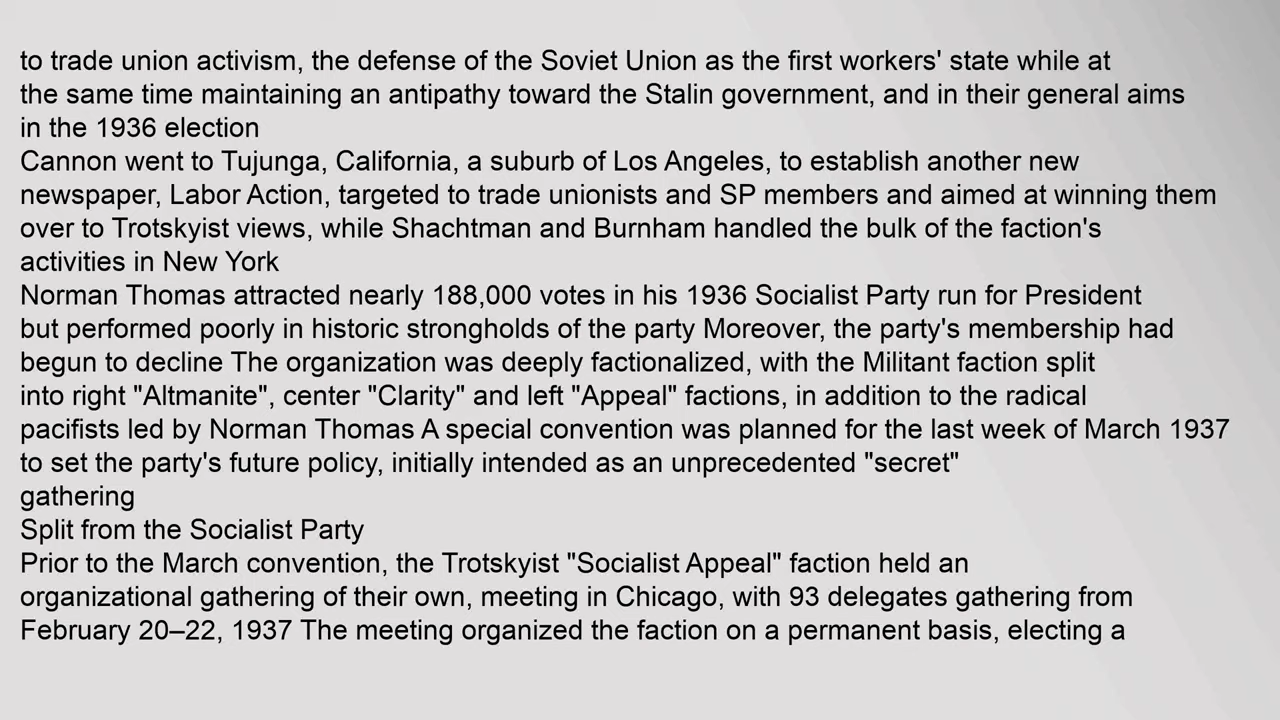 to trade union activism, the defense of the Soviet Union as the first workers' state while at
the same time maintaining an antipathy toward the Stalin government, and in their general aims
in the 1936 election
Cannon went to Tujunga, California, a suburb of Los Angeles, to establish another new
newspaper, Labor Action, targeted to trade unionists and SP members and aimed at winning them
over to Trotskyist views, while Shachtman and Burnham handled the bulk of the faction's
activities in New York
Norman Thomas attracted nearly 188,000 votes in his 1936 Socialist Party run for President
but performed poorly in historic strongholds of the party Moreover, the party's membership had
begun to decline The organization was deeply factionalized, with the Militant faction split
into right "Altmanite", center "Clarity" and left "Appeal" factions, in addition to the radical
pacifists led by Norman Thomas A special convention was planned for the last week of March 1937
to set the party's future policy, initially intended as an unprecedented "secret"
gathering
Split from the Socialist Party
Prior to the March convention, the Trotskyist "Socialist Appeal" faction held an
organizational gathering of their own, meeting in Chicago, with 93 delegates gathering from
February 20–22, 1937 The meeting organized the faction on a permanent basis, electing a